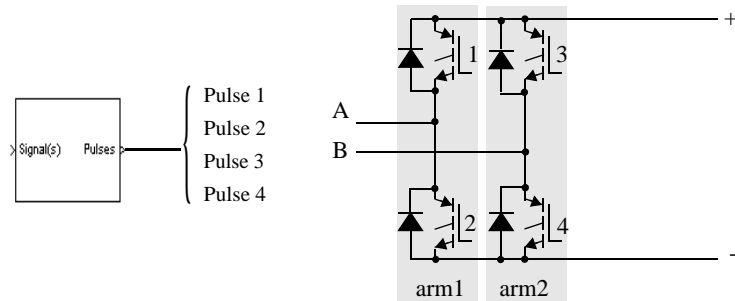 Signal(s) Pulses
Pulse 1
Pulse 2
Pulse 3
Pulse 4
A
B
1
3
2
4
+
-
arm1
arm2